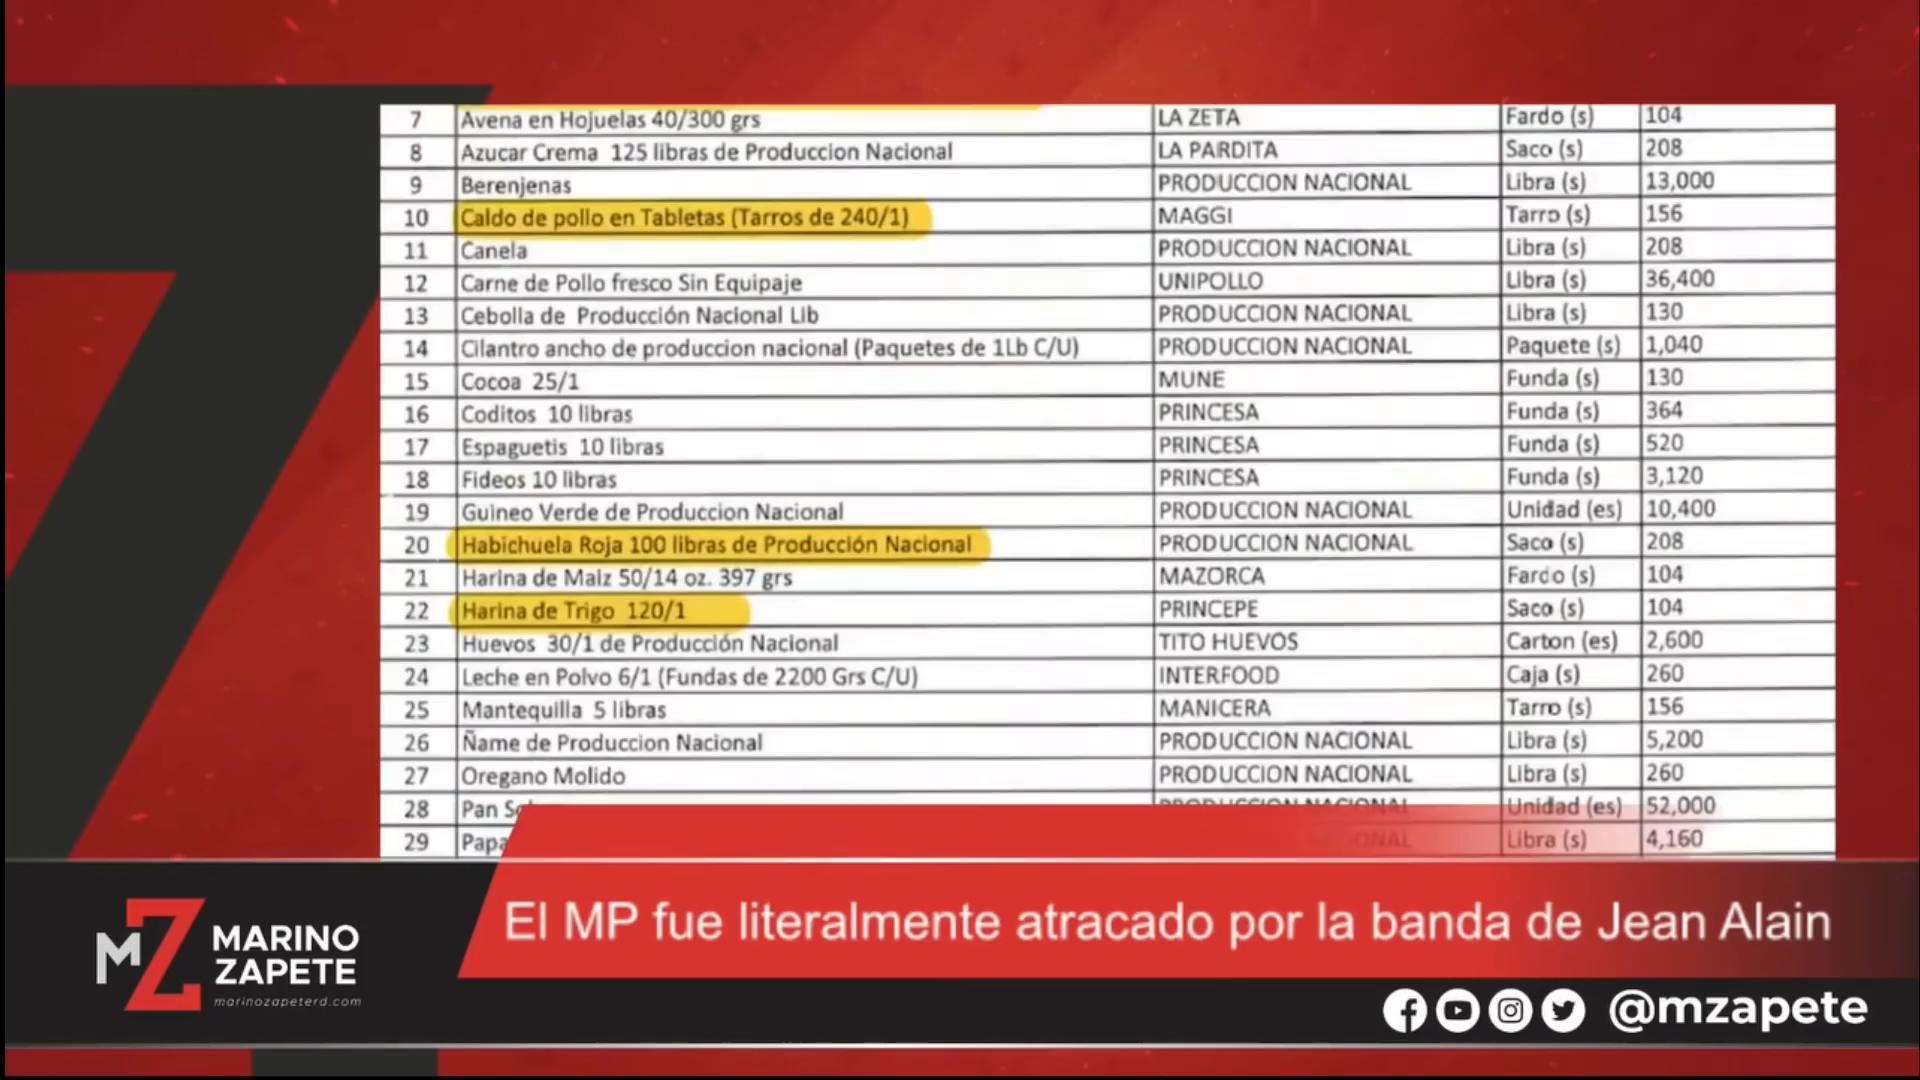 7 Avena en Hojuelas 40/300 grs LA ZETA Fardo (s) 104
8 Azucar Crema 125 libras de Produccion Nacional LA PARDITA Saco (s) 208
9 Berenjenas PRODUCCION NACIONAL Libra (s) 13,000
10 Caldo de pollo en Tabletas (Tarros de 240/1) MAGGI Tarro (s) 156
11 Canela PRODUCCION NACIONAL Libra (s) 208
12 Carne de Pollo fresco Sin Equipaje UNIPOLLO Libra (s) 36,400
13 Cebolla de Producción Nacional Lib PRODUCCION NACIONAL Libra (s) 130
14 Cilantro ancho de produccion nacional (Paquetes de 1Lb C/U) PRODUCCION NACIONAL Paquete (s) 1,040
15 Cocoa 25/1 MUNE Funda (s) 130
16 Coditos 10 libras PRINCESA Funda (s) 364
17 Espaguetis 10 libras PRINCESA Funda (s) 520
18 Fideos 10 libras PRINCESA Funda (s) 3,120
19 Guineo Verde de Produccion Nacional PRODUCCION NACIONAL Unidad (es) 10,400
20 Habichuela Roja 100 libras de Producción Nacional PRODUCCION NACIONAL Saco (s) 208
21 Harina de Maiz 50/14 oz. 397 grs MAZORCA Fardo (s) 104
22 Harina de Trigo 120/1 PRINCEPE Saco (s) 104
23 Huevos 30/1 de Producción Nacional TITO HUEVOS Carton (es) 2,600
24 Leche en Polvo 6/1 (Fundas de 2200 Grs C/U) INTERFOOD Caja (s) 260
25 Mantequilla 5 libras MANICERA Tarro (s) 156
26 Ñame de Produccion Nacional PRODUCCION NACIONAL Libra (s) 5,200
27 Oregano Molido PRODUCCION NACIONAL Libra (s) 260
28 Pan PRODUCCION NACIONAL Unidad (es) 52,000
29 Papa Libra (s) 4,160
El MP fue literalmente atracado por la banda de Jean Alain
MZ MARINO
ZAPETE
marinozapeterd.com
@mzapete